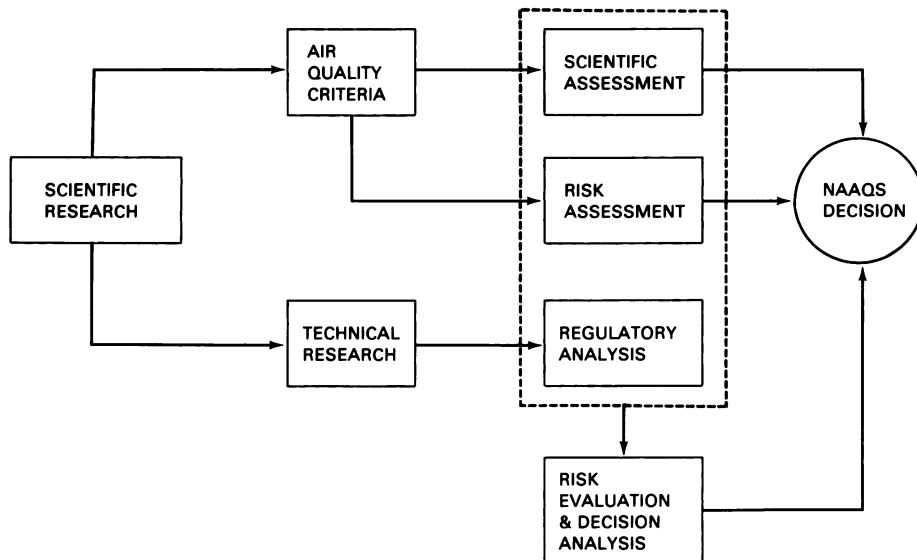 AIR
QUALITY
CRITERIA
SCIENTIFIC
ASSESSMENT
SCIENTIFIC
RESEARCH
RISK
ASSESSMENT
NAAQS
DECISION
TECHNICAL
RESEARCH
REGULATORY
ANALYSIS
RISK
EVALUATION
& DECISION
ANALYSIS